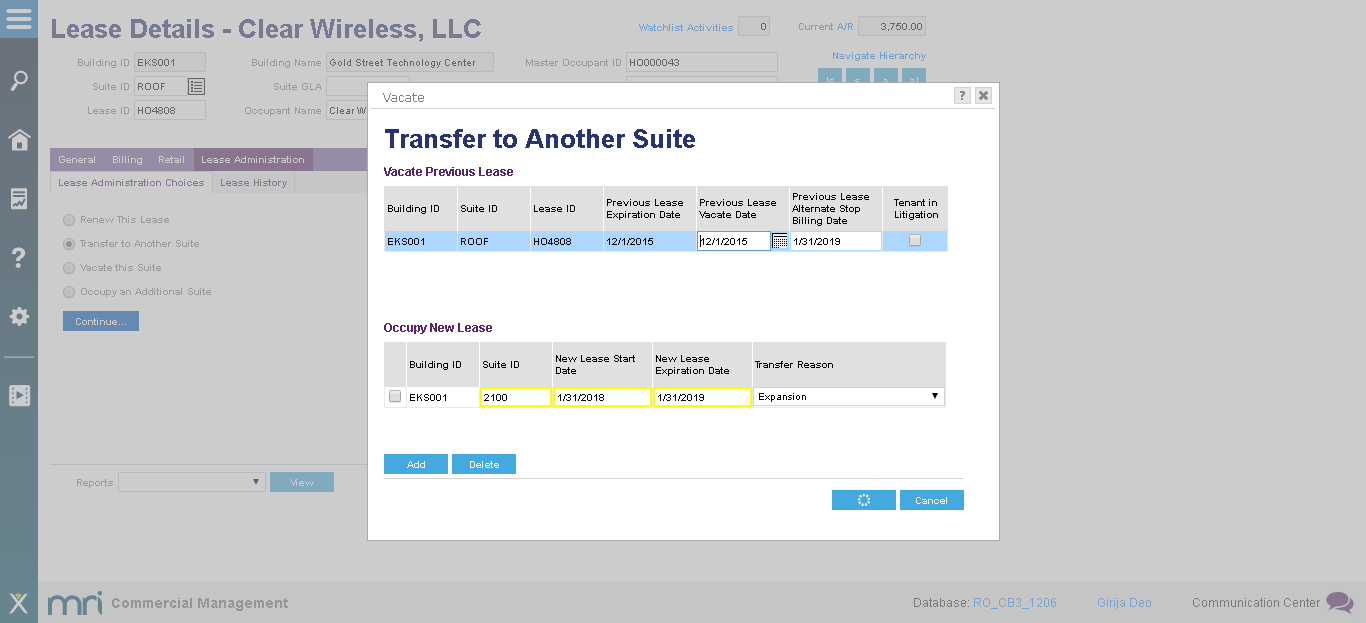 Lease Details - Clear Wireless, LLC
Watchlist Activities 0 Current A/R 3,750.00
Navigate Hierarchy
Building ID EKS001 Building Name Gold Street Technology Center Master Occupant ID HO000043
Suite ID ROOF Suite GLA
Lease ID HO4808 Occupant Name Clear W
General Billing Retail Lease Administration
Lease Administration Choices Lease History
Renew This Lease
Transfer to Another Suite
Vacate this Suite
Occupy an Additional Suite
Continue...
Reports View
Vacate ?
Transfer to Another Suite
Vacate Previous Lease
Building ID Suite ID Lease ID Previous Lease Expiration Date Previous Lease Vacate Date Previous Lease Alternate Stop Billing Date Tenant in Litigation
EKS001 ROOF HO4808 12/1/2015 12/1/2015 1/31/2019
Occupy New Lease
Building ID Suite ID New Lease Start Date New Lease Expiration Date Transfer Reason
EKS001 2100 1/31/2018 1/31/2019 Expansion
Add Delete
Cancel
mri Commercial Management Database: RO_CB3_1206 Girija Deo Communication Center